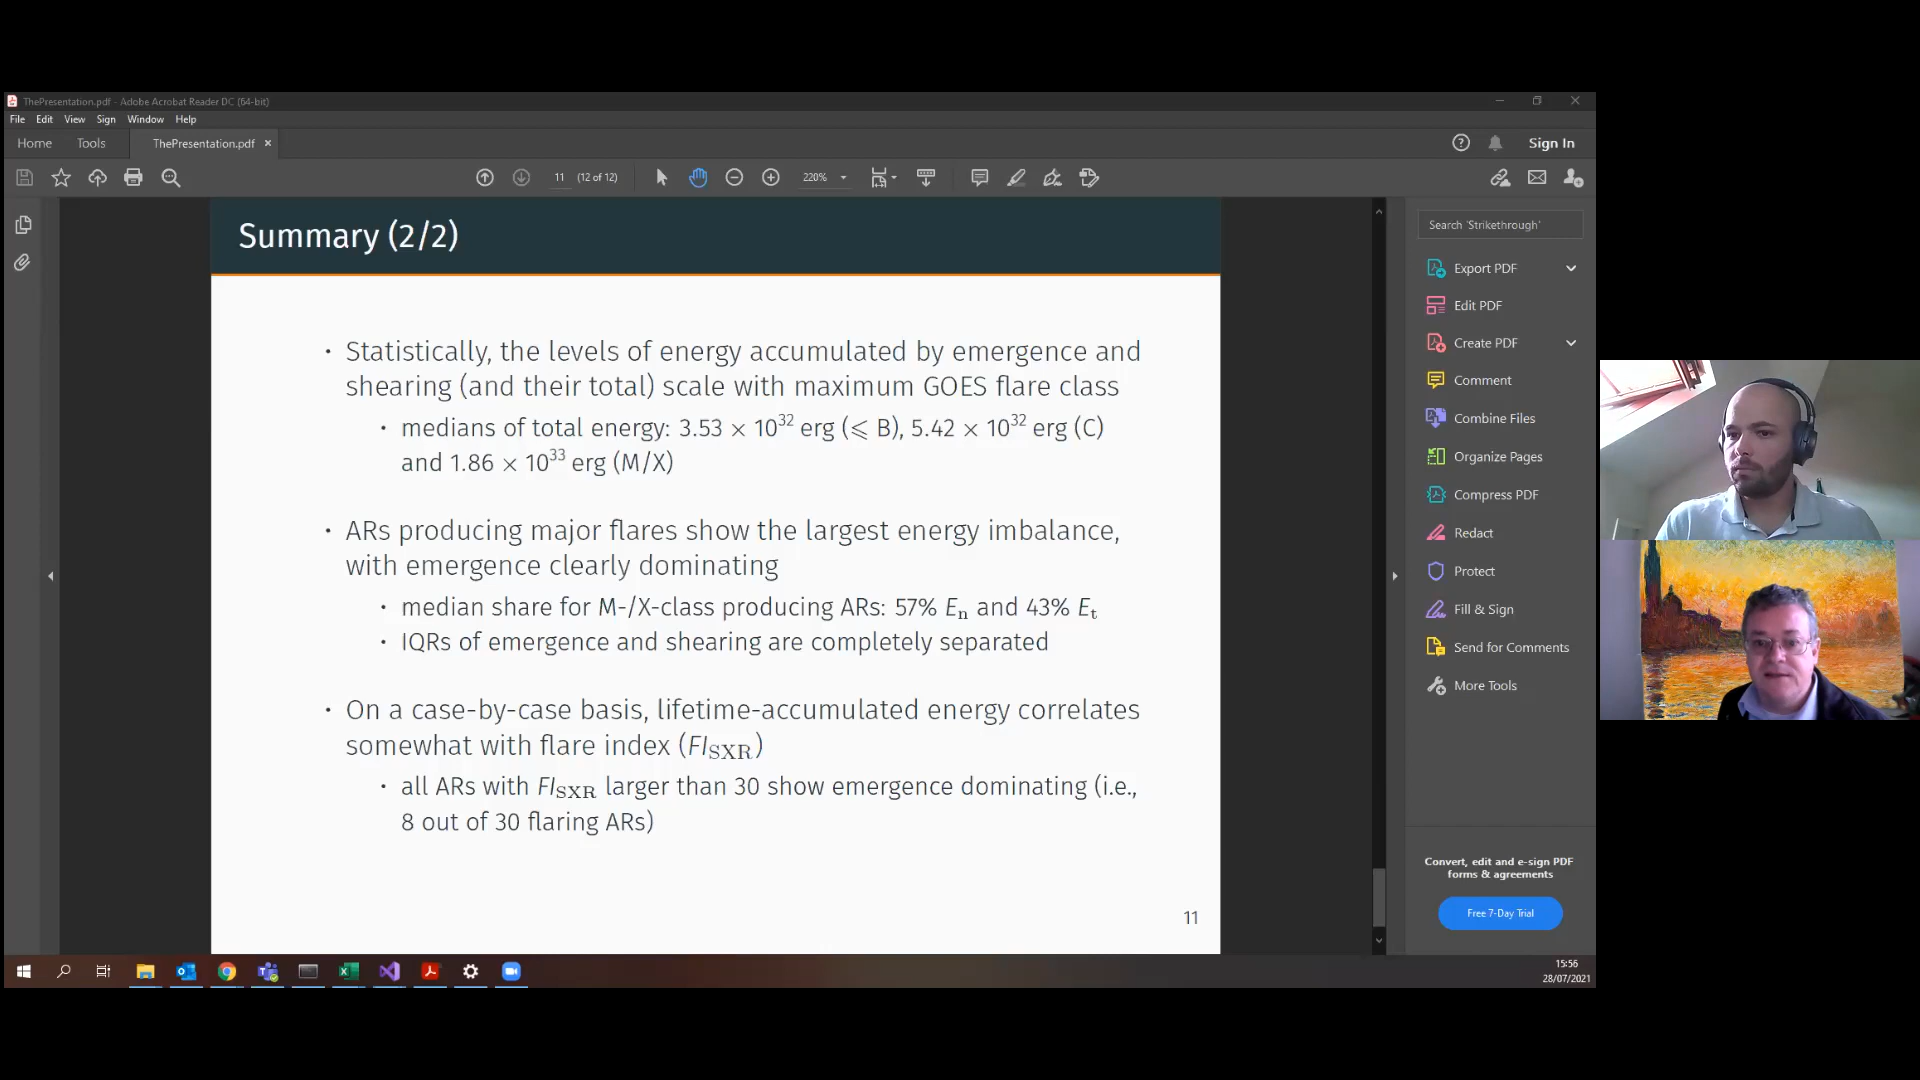 ThePresentation.pdf - Adobe Acrobat Reader DC (64-bit)
File Edit View Sign Window Help
Home Tools ThePresentation.pdf × Sign In
11 (12 of 12) 220%
Summary (2/2)
· Statistically, the levels of energy accumulated by emergence and
shearing (and their total) scale with maximum GOES flare class
· medians of total energy: 3.53 × 10³² erg (⩽ B), 5.42 × 10³² erg (C)
and 1.86 × 10³³ erg (M/X)
· ARs producing major flares show the largest energy imbalance,
with emergence clearly dominating
· median share for M-/X-class producing ARs: 57% Eₙ and 43% Eₜ
· IQRs of emergence and shearing are completely separated
· On a case-by-case basis, lifetime-accumulated energy correlates
somewhat with flare index (FI_SXR)
· all ARs with FI_SXR larger than 30 show emergence dominating (i.e.,
8 out of 30 flaring ARs)
11
Search 'Strikethrough'
Export PDF
Edit PDF
Create PDF
Comment
Combine Files
Organize Pages
Compress PDF
Redact
Protect
Fill & Sign
Send for Comments
More Tools
Convert, edit and e-sign PDF
forms & agreements
Free 7-Day Trial
15:56
28/07/2021